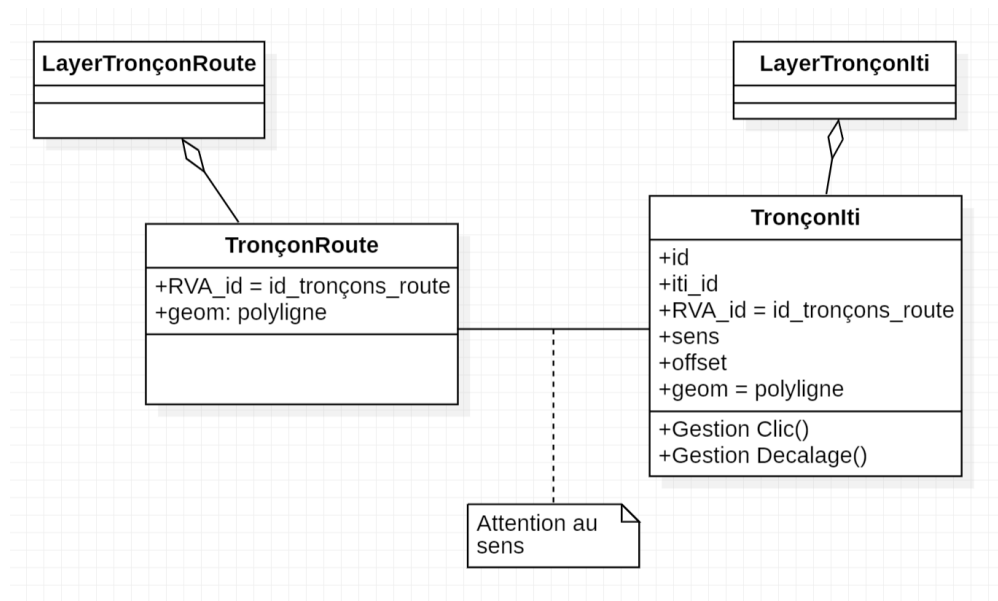 LayerTronçonRoute
LayerTronçonIti
TronçonRoute
+RVA_id = id_tronçons_route
+geom: polyligne
TronçonIti
+id
+iti_id
+RVA_id = id_tronçons_route
+sens
+offset
+geom = polyligne
+Gestion Clic()
+Gestion Decalage()
Attention au
sens